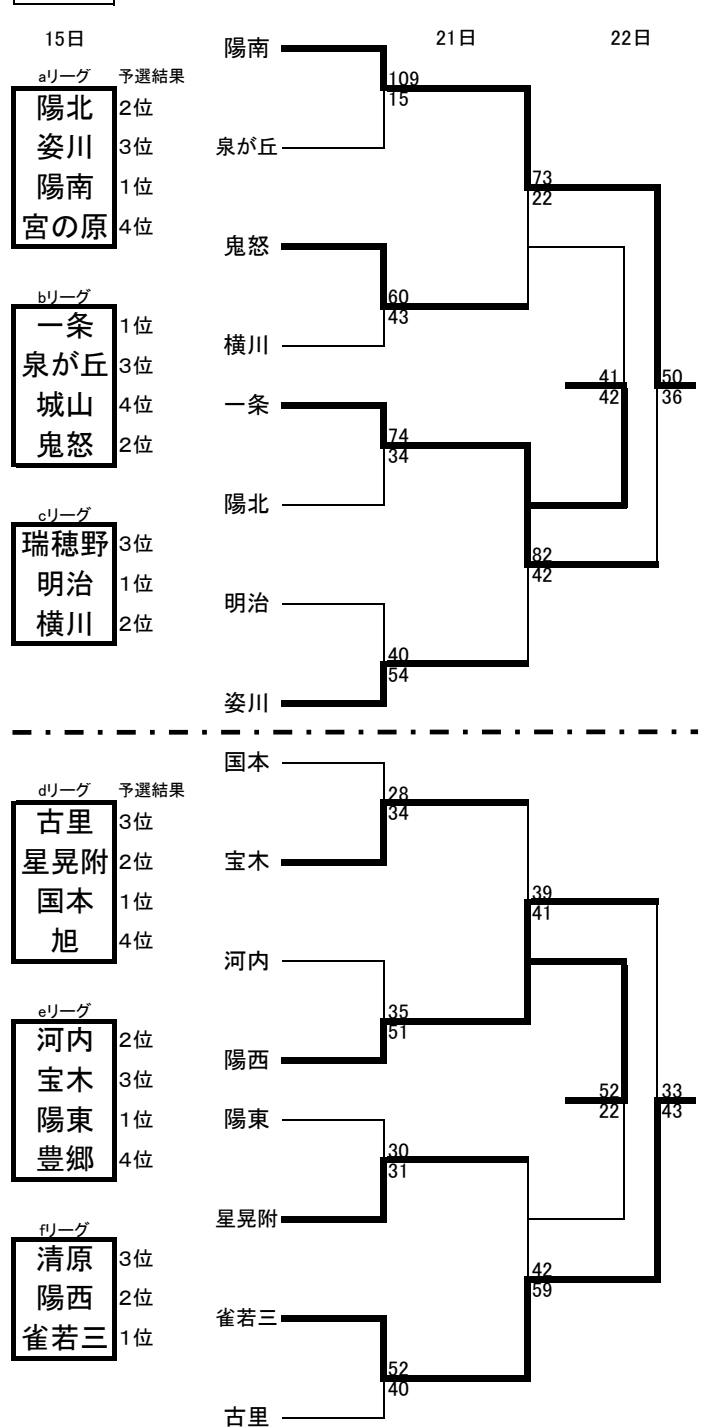 15日 21日 22日
aリーグ 予選結果
陽北 2位
姿川 3位
陽南 1位
宮の原 4位
bリーグ
一条 1位
泉が丘 3位
城山 4位
鬼怒 2位
cリーグ
瑞穂野 3位
明治 1位
横川 2位
陽南
109
15
泉が丘
73
22
鬼怒
60
43
横川
41
42
50
36
一条
74
34
陽北
82
42
明治
40
54
姿川
dリーグ 予選結果
古里 3位
星晃附 2位
国本 1位
旭 4位
eリーグ
河内 2位
宝木 3位
陽東 1位
豊郷 4位
fリーグ
清原 3位
陽西 2位
雀若三 1位
国本
28
34
宝木
39
41
河内
35
51
陽西
52
22
33
43
陽東
30
31
星晃附
42
59
雀若三
52
40
古里